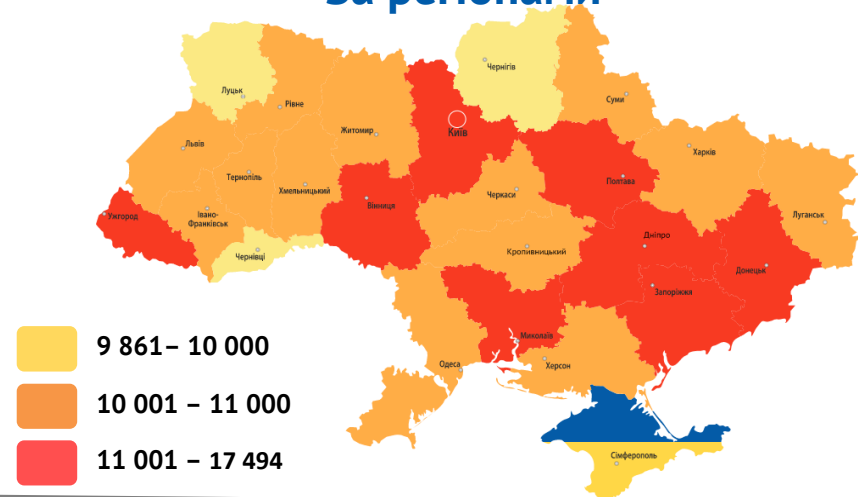 За регіонами
Чернігів
Луцьк
Суми
Рівне
Київ
Житомир
Львів
Харків
Тернопіль
Полтава
Хмельницький
Черкаси
Вінниця
Ужгород
Івано-
Франківськ
Луганськ
Дніпро
Чернівці
Кропивницький
Донецьк
Запоріжжя
Миколаїв
Одеса
Херсон
Сімферополь
9 861– 10 000
10 001 – 11 000
11 001 – 17 494